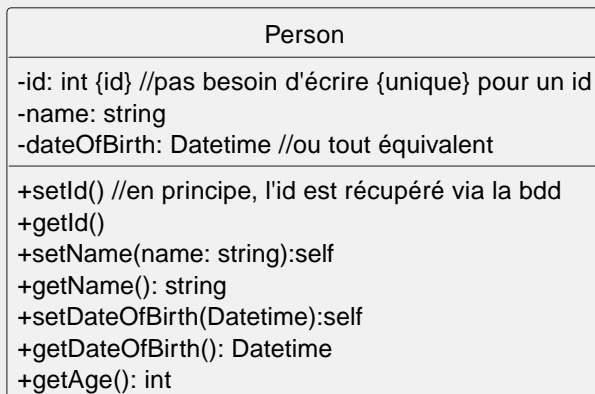 Person
-id: int {id} //pas besoin d'écrire {unique} pour un id
-name: string
-dateOfBirth: Datetime //ou tout équivalent
+setId() //en principe, l'id est récupéré via la bdd
+getId()
+setName(name: string):self
+getName(): string
+setDateOfBirth(Datetime):self
+getDateOfBirth(): Datetime
+getAge(): int